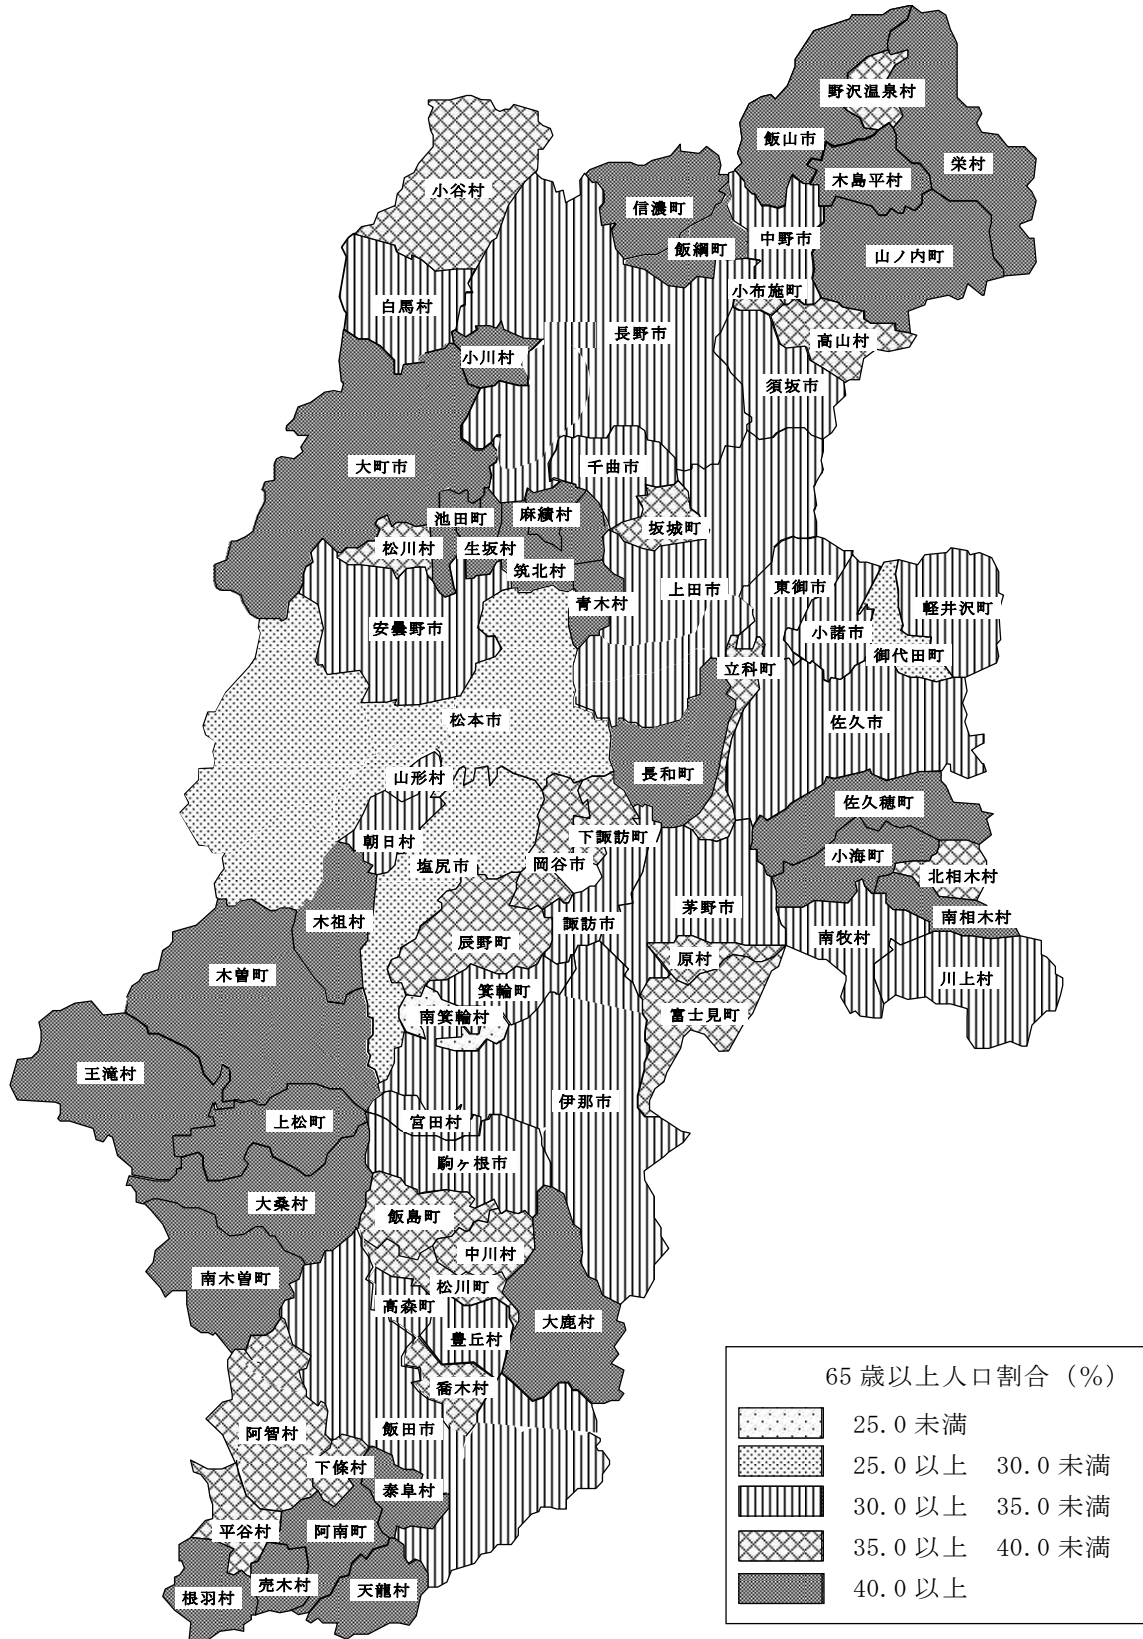 野沢温泉村
飯山市
栄村
木島平村
小谷村
信濃町
中野市
飯綱町
山ノ内町
小布施町
白馬村
長野市
高山村
小川村
須坂市
大町市
千曲市
池田町
麻績村
坂城町
松川村
生坂村
筑北村
上田市
東御市
青木村
軽井沢町
安曇野市
小諸市
御代田町
立科町
松本市
佐久市
山形村
長和町
佐久穂町
朝日村
下諏訪町
塩尻市
岡谷市
小海町
北相木村
木祖村
茅野市
南相木村
諏訪市
南牧村
辰野町
原村
木曽町
川上村
箕輪町
南箕輪村
富士見町
王滝村
伊那市
上松町
宮田村
駒ヶ根市
大桑村
飯島町
中川村
南木曽町
松川町
高森町
大鹿村
豊丘村
喬木村
飯田市
阿智村
下條村
泰阜村
平谷村
阿南町
売木村
天龍村
根羽村
65歳以上人口割合（%）
25.0未満
25.0以上　30.0未満
30.0以上　35.0未満
35.0以上　40.0未満
40.0以上